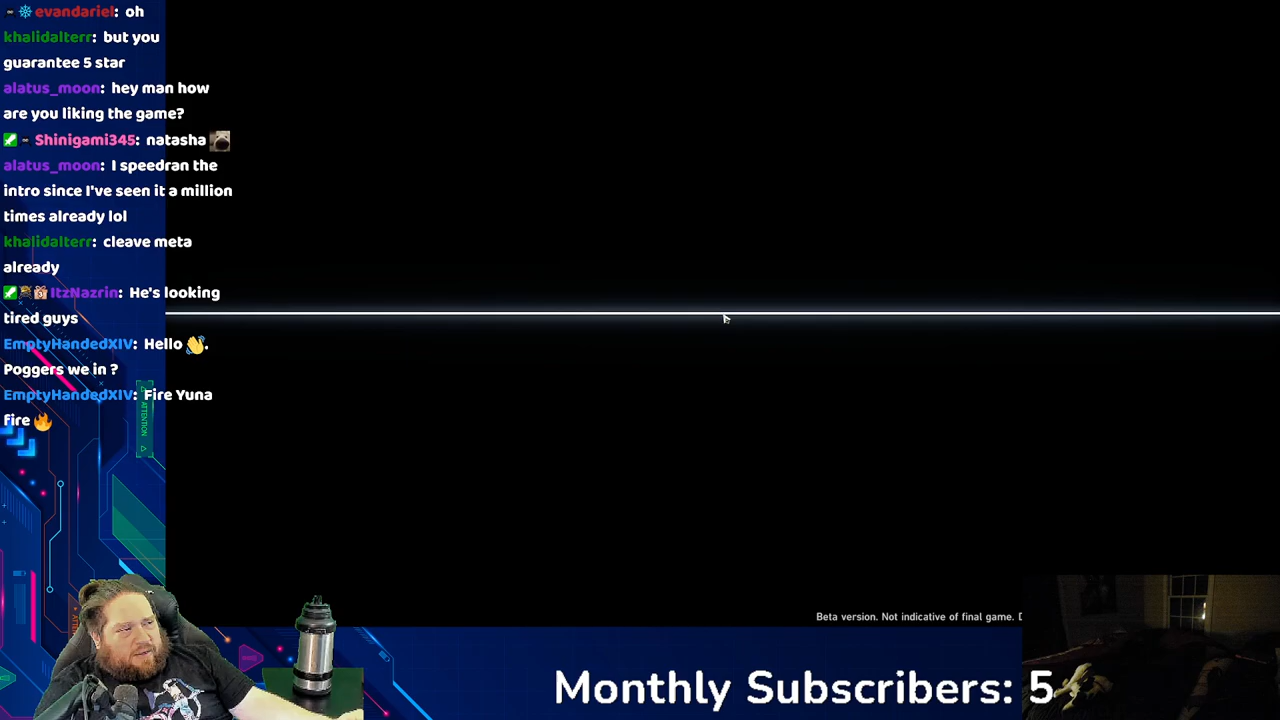 evandariel: oh
khalidalterr: but you
guarantee 5 star
alatus_moon: hey man how
are you liking the game?
Shinigami345: natasha
alatus_moon: I speedran the
intro since I've seen it a million
times already lol
khalidalterr: cleave meta
already
ItzNazrin: He's looking
tired guys
EmptyHandedXIV: Hello 👋.
Poggers we in ?
EmptyHandedXIV: Fire Yuna
fire 🔥
ATTENTION
Beta version. Not indicative of final game. D
Monthly Subscribers: 5